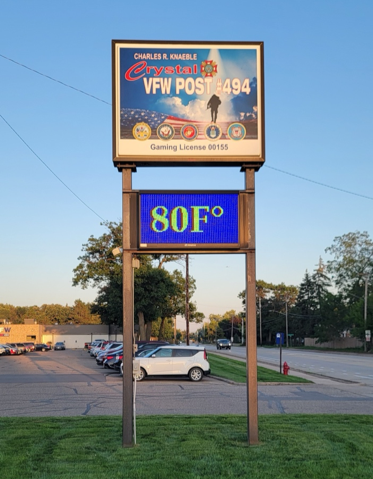 CHARLES R. KNAEBLE
Crystal
VFW POST #494
Gaming License 00155
80F°